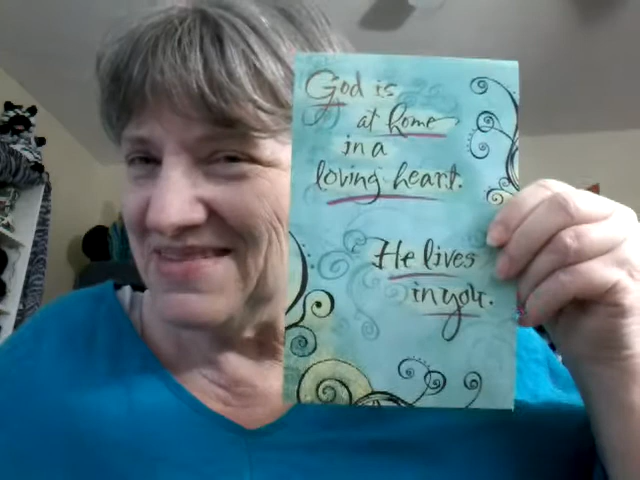 God is
at home
in a
loving heart.
He lives
in you.